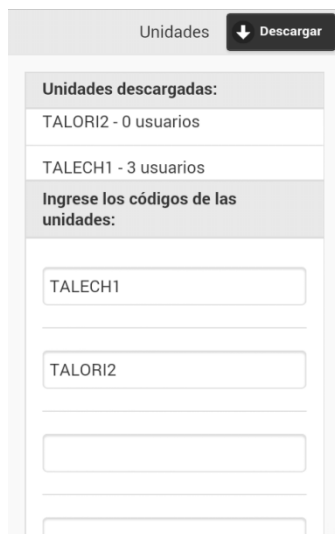 Unidades
Descargar
Unidades descargadas:
TALORI2 - 0 usuarios
TALECH1 - 3 usuarios
Ingrese los códigos de las
unidades:
TALECH1
TALORI2